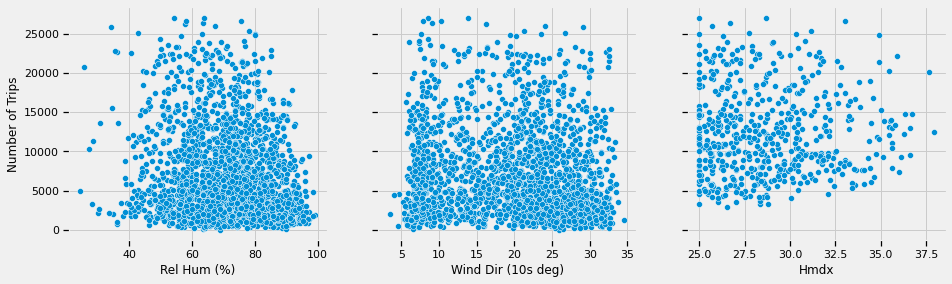 Number of Trips
25000
20000
15000
10000
5000
0
40 60 80 100
Rel Hum (%)
5 10 15 20 25 30 35
Wind Dir (10s deg)
25.0 27.5 30.0 32.5 35.0 37.5
Hmdx